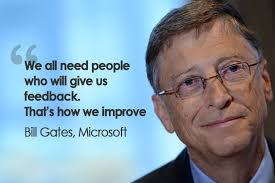 “We all need people
who will give us
feedback.
That's how we improve
Bill Gates, Microsoft